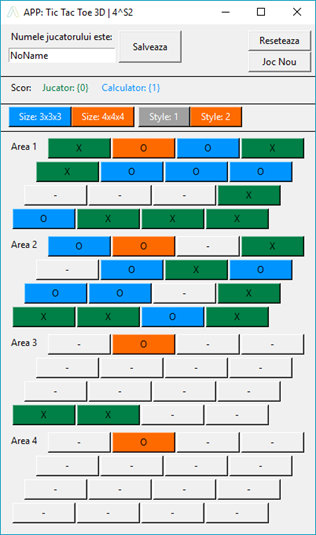 APP: Tic Tac Toe 3D | 4^S2
Numele jucatorului este:
NoName
Salveaza
Reseteaza
Joc Nou
Scor: Jucator: {0} Calculator: {1}
Size: 3x3x3 Size: 4x4x4 Style: 1 Style: 2
Area 1 X O O X
X O O O
- - - X
O X X X
Area 2 O O - X
- O X O
O O - X
X X O X
Area 3 - O - -
- - - -
- - - -
X X - -
Area 4 - O - -
- - - -
- - - -
- - - -